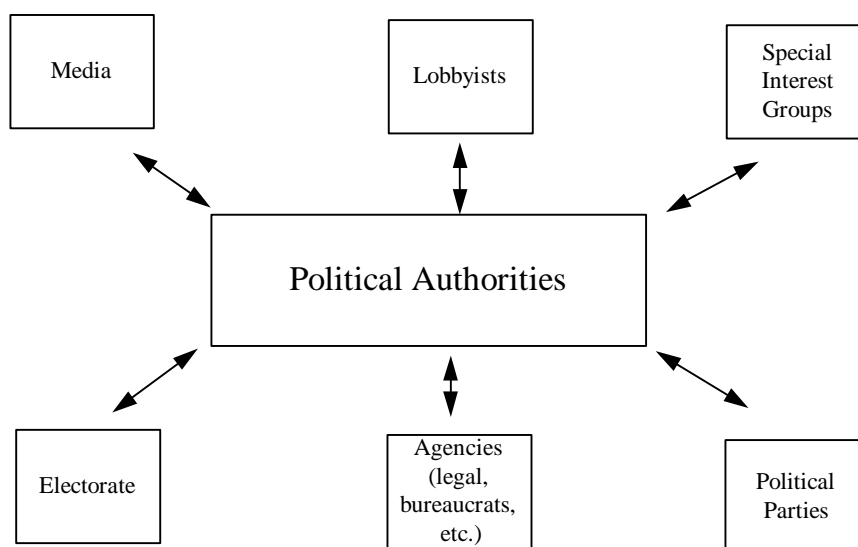 Media
Lobbyists
Special
Interest
Groups
Political Authorities
Electorate
Agencies
(legal,
bureaucrats,
etc.)
Political
Parties